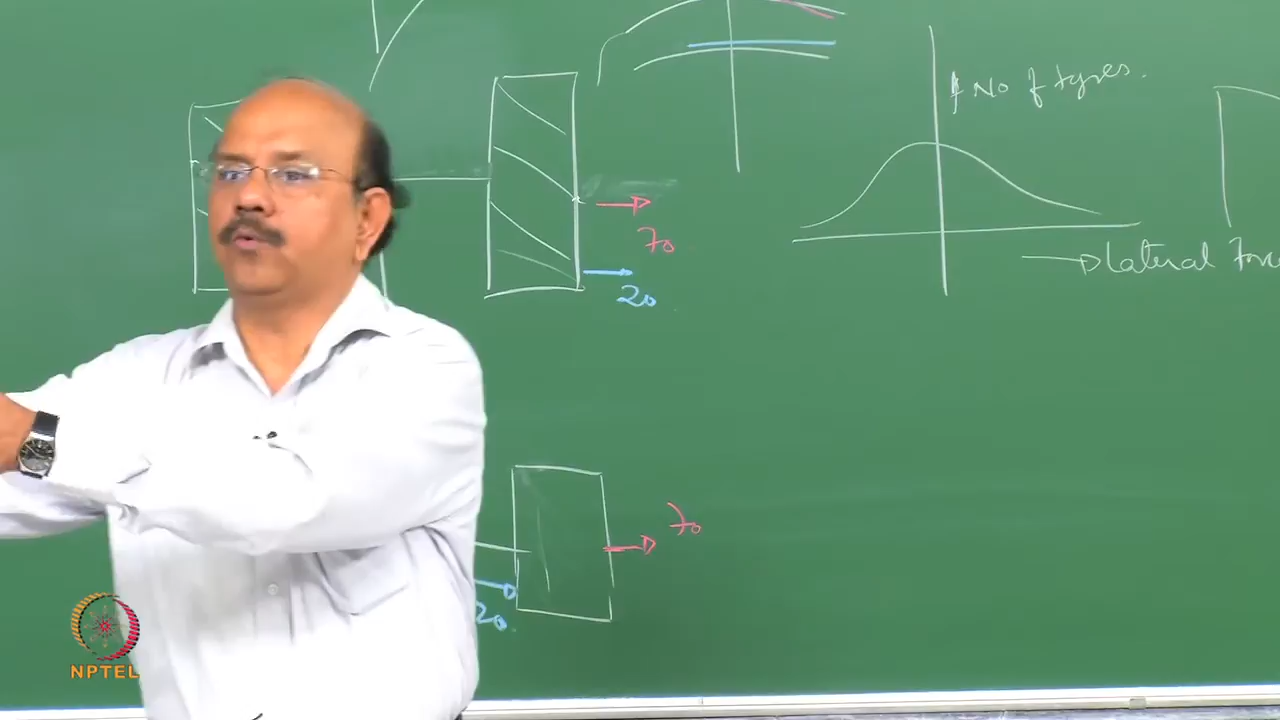 No of tyres.
70
20
lateral Force
70
20.
NPTEL